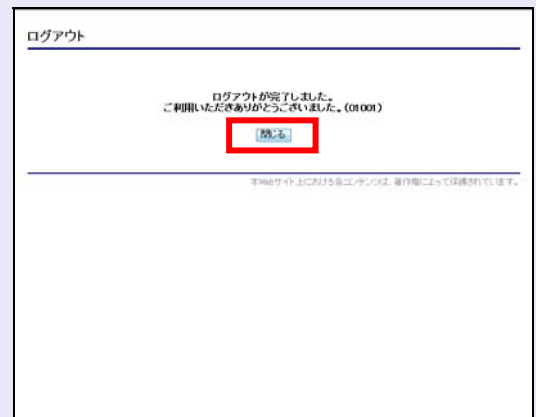 ログアウト
ログアウトが完了しました。
ご利用いただきありがとうございました。(01001)
閉じる
本Webサイト上における各コンテンツは、著作権によって保護されています。